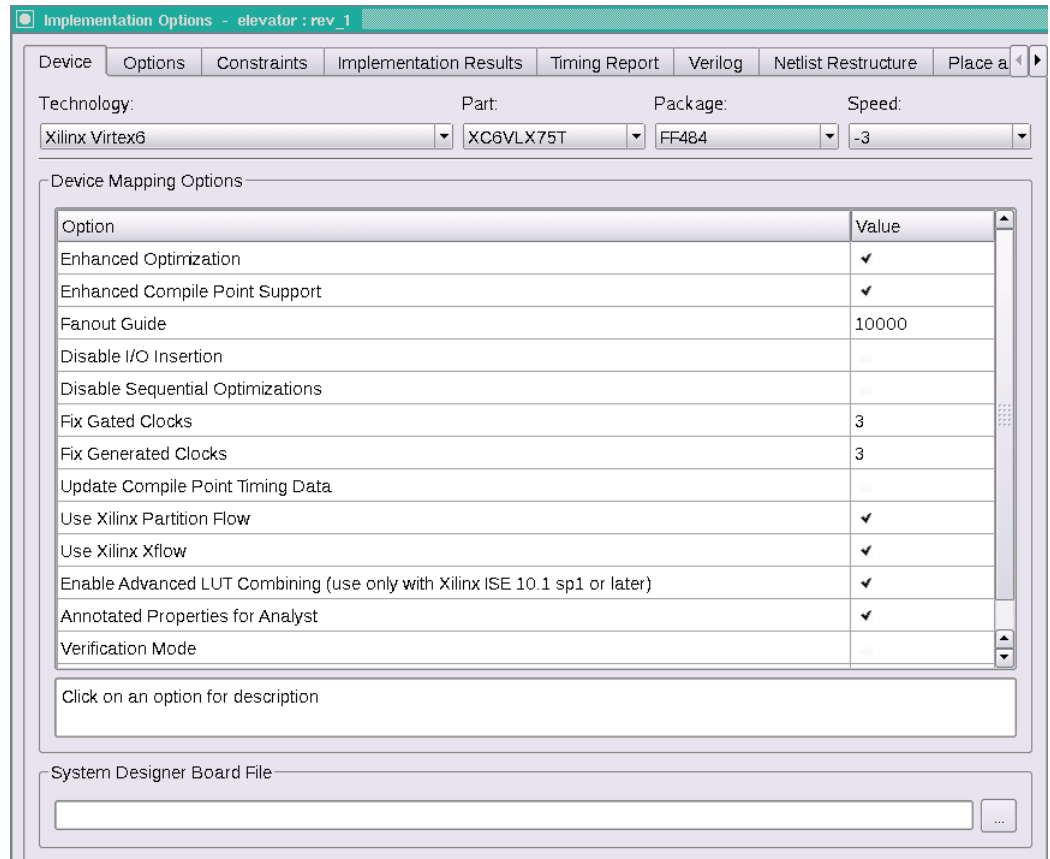 Implementation Options - elevator : rev_1
Device Options Constraints Implementation Results Timing Report Verilog Netlist Restructure Place a
Technology: Part: Package: Speed:
Xilinx Virtex6 XC6VLX75T FF484 -3
Device Mapping Options
Option Value
Enhanced Optimization
Enhanced Compile Point Support
Fanout Guide 10000
Disable I/O Insertion
Disable Sequential Optimizations
Fix Gated Clocks 3
Fix Generated Clocks 3
Update Compile Point Timing Data
Use Xilinx Partition Flow
Use Xilinx Xflow
Enable Advanced LUT Combining (use only with Xilinx ISE 10.1 sp1 or later)
Annotated Properties for Analyst
Verification Mode
Click on an option for description
System Designer Board File
...